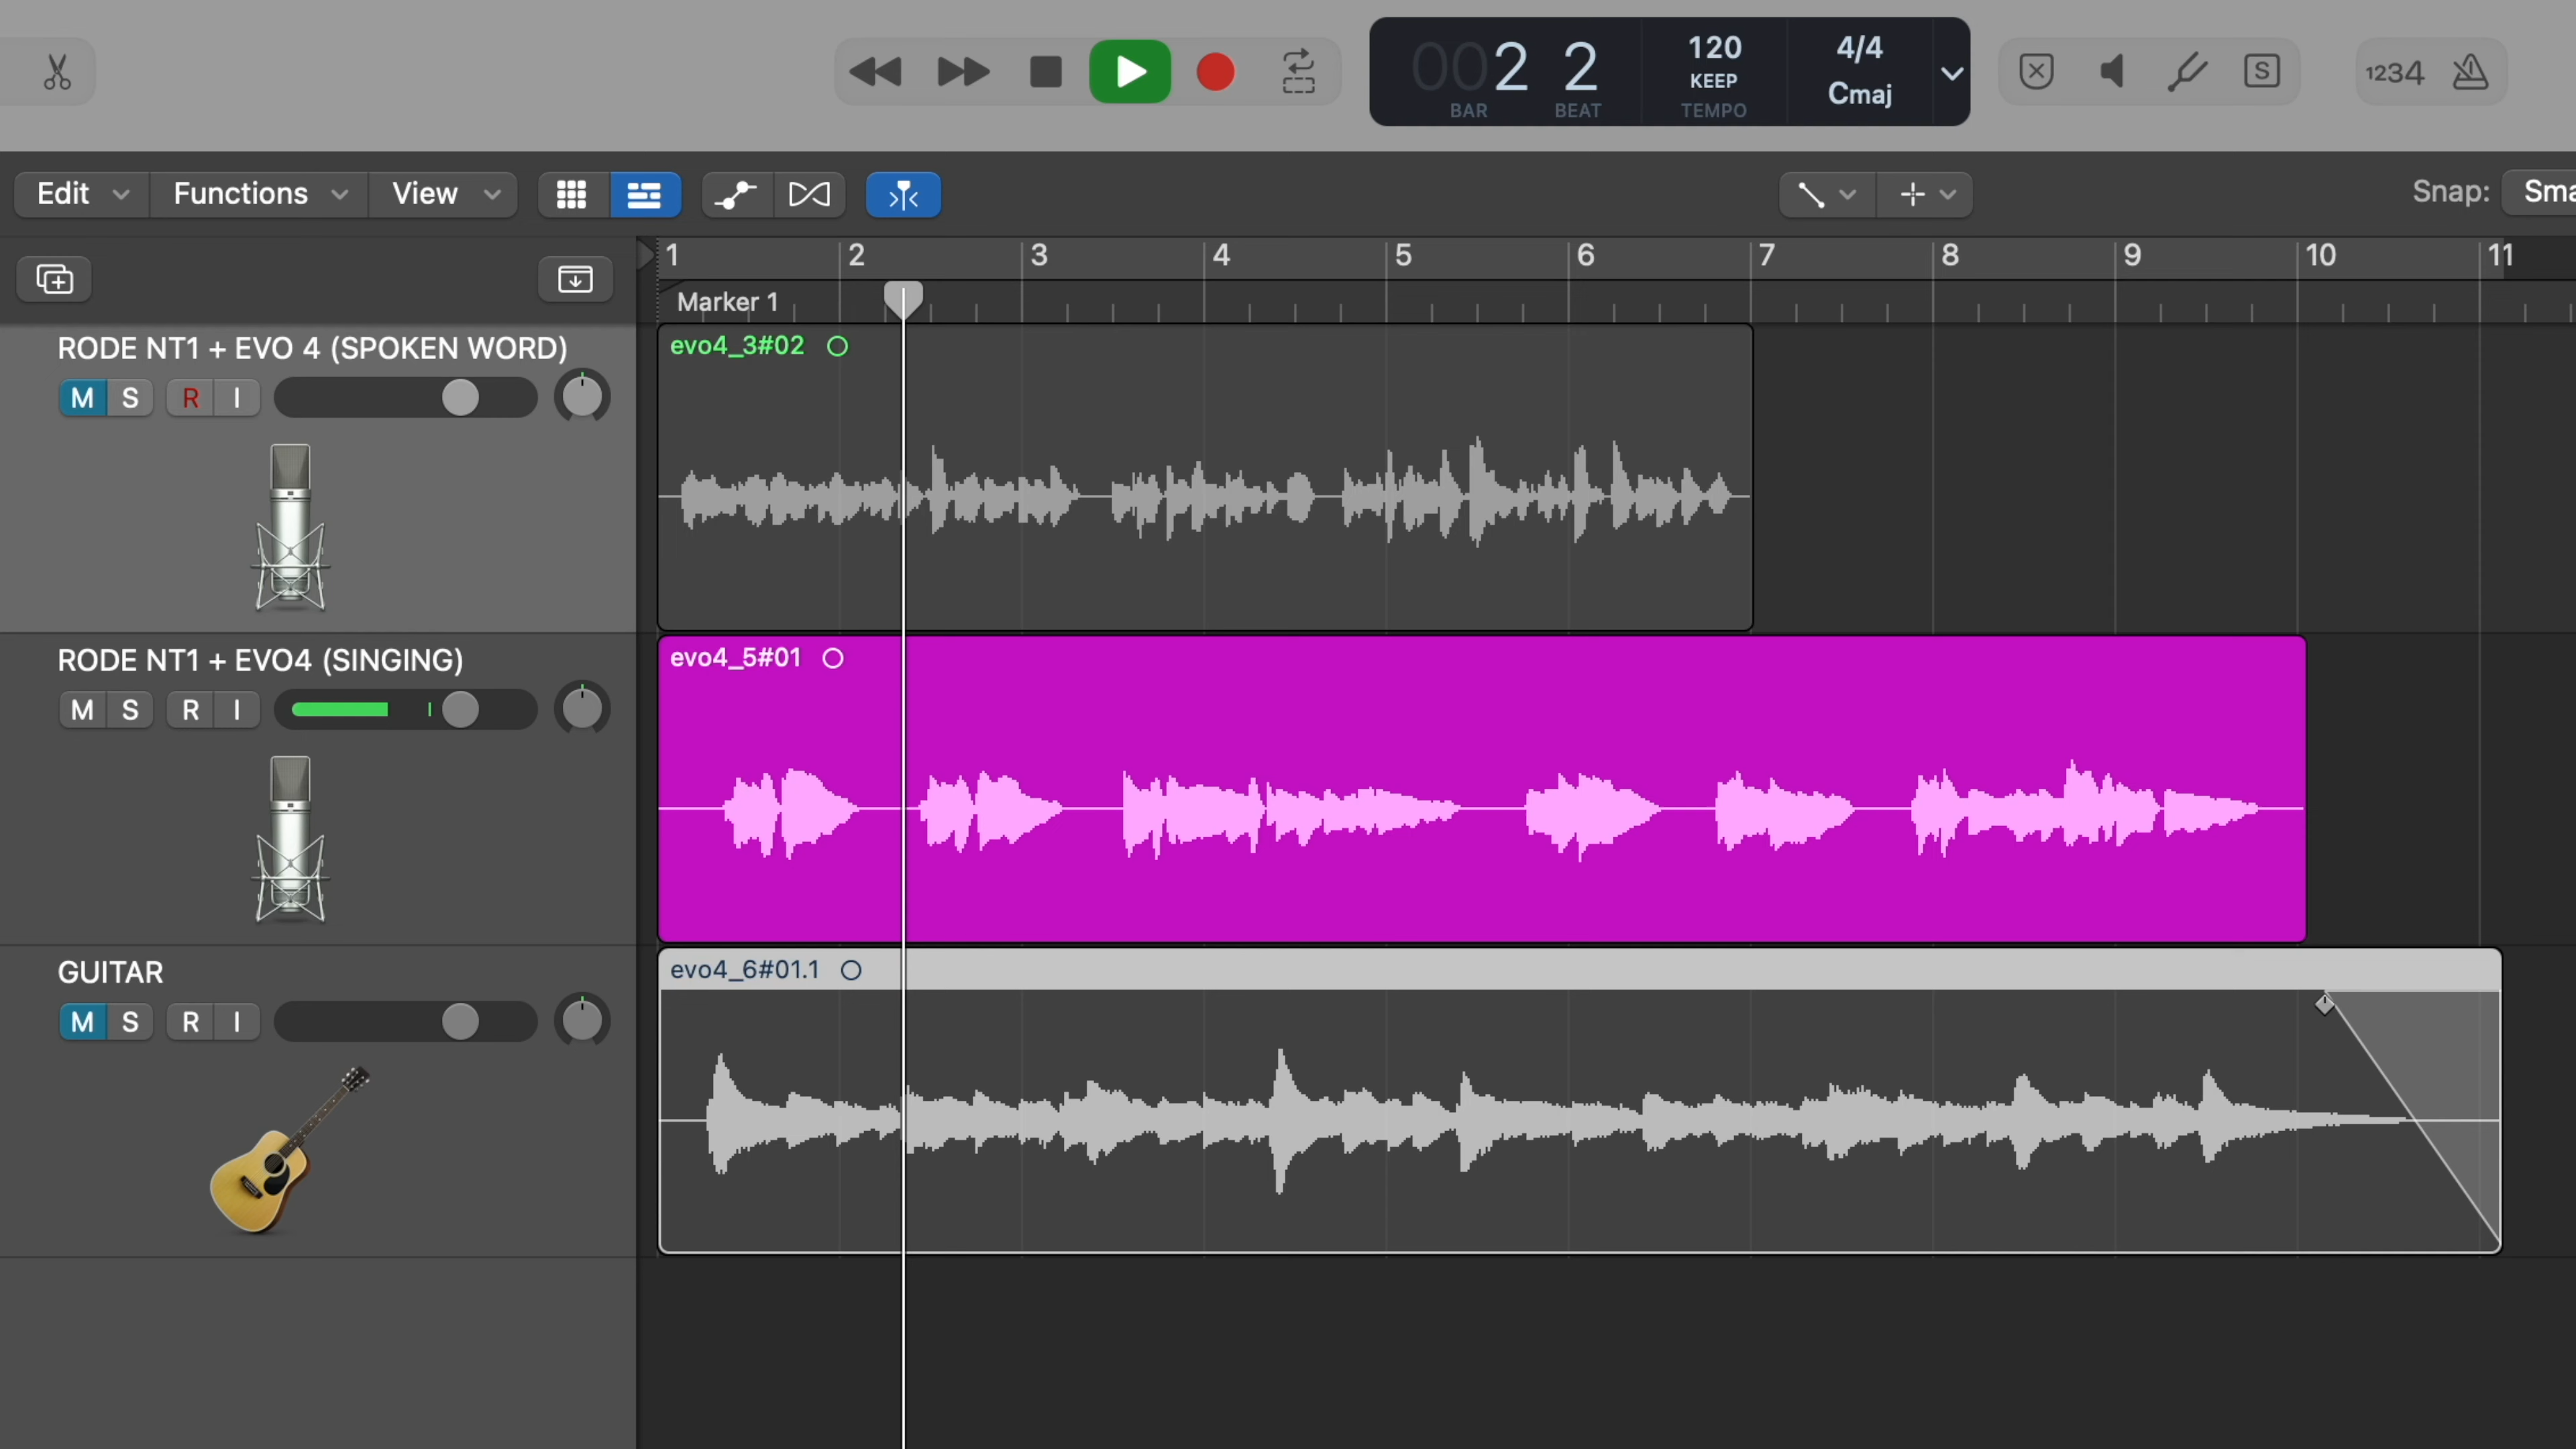 002 2 120 4/4
KEEP Cmaj
BAR BEAT TEMPO
S
1234
Edit Functions View
Snap: Sma
1 2 3 4 5 6 7 8 9 10 11
Marker 1
RODE NT1 + EVO 4 (SPOKEN WORD)
M S R I
evo4_3#02
RODE NT1 + EVO4 (SINGING)
M S R I
evo4_5#01
GUITAR
M S R I
evo4_6#01.1